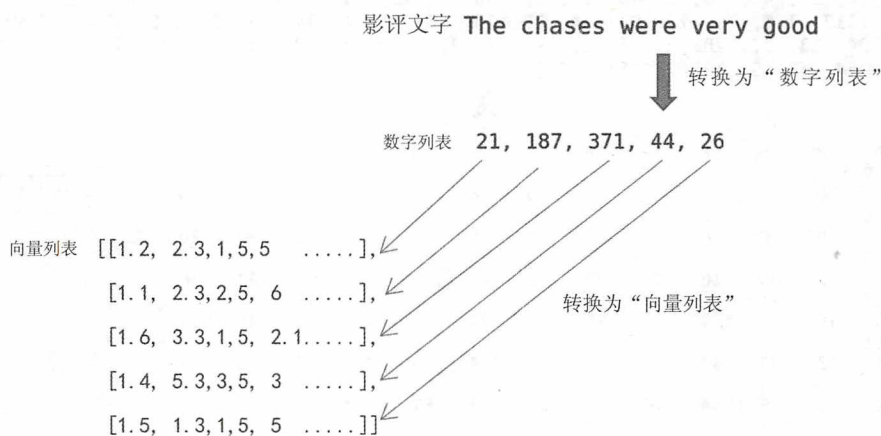 影评文字 The chases were very good
转换为“数字列表”
数字列表 21, 187, 371, 44, 26
向量列表 [[1.2, 2.3,1,5,5 .....],
[1.1, 2.3,2,5, 6 .....],
转换为“向量列表”
[1.6, 3.3,1,5, 2.1.....],
[1.4, 5.3,3,5, 3 .....],
[1.5, 1.3,1,5, 5 .....]]